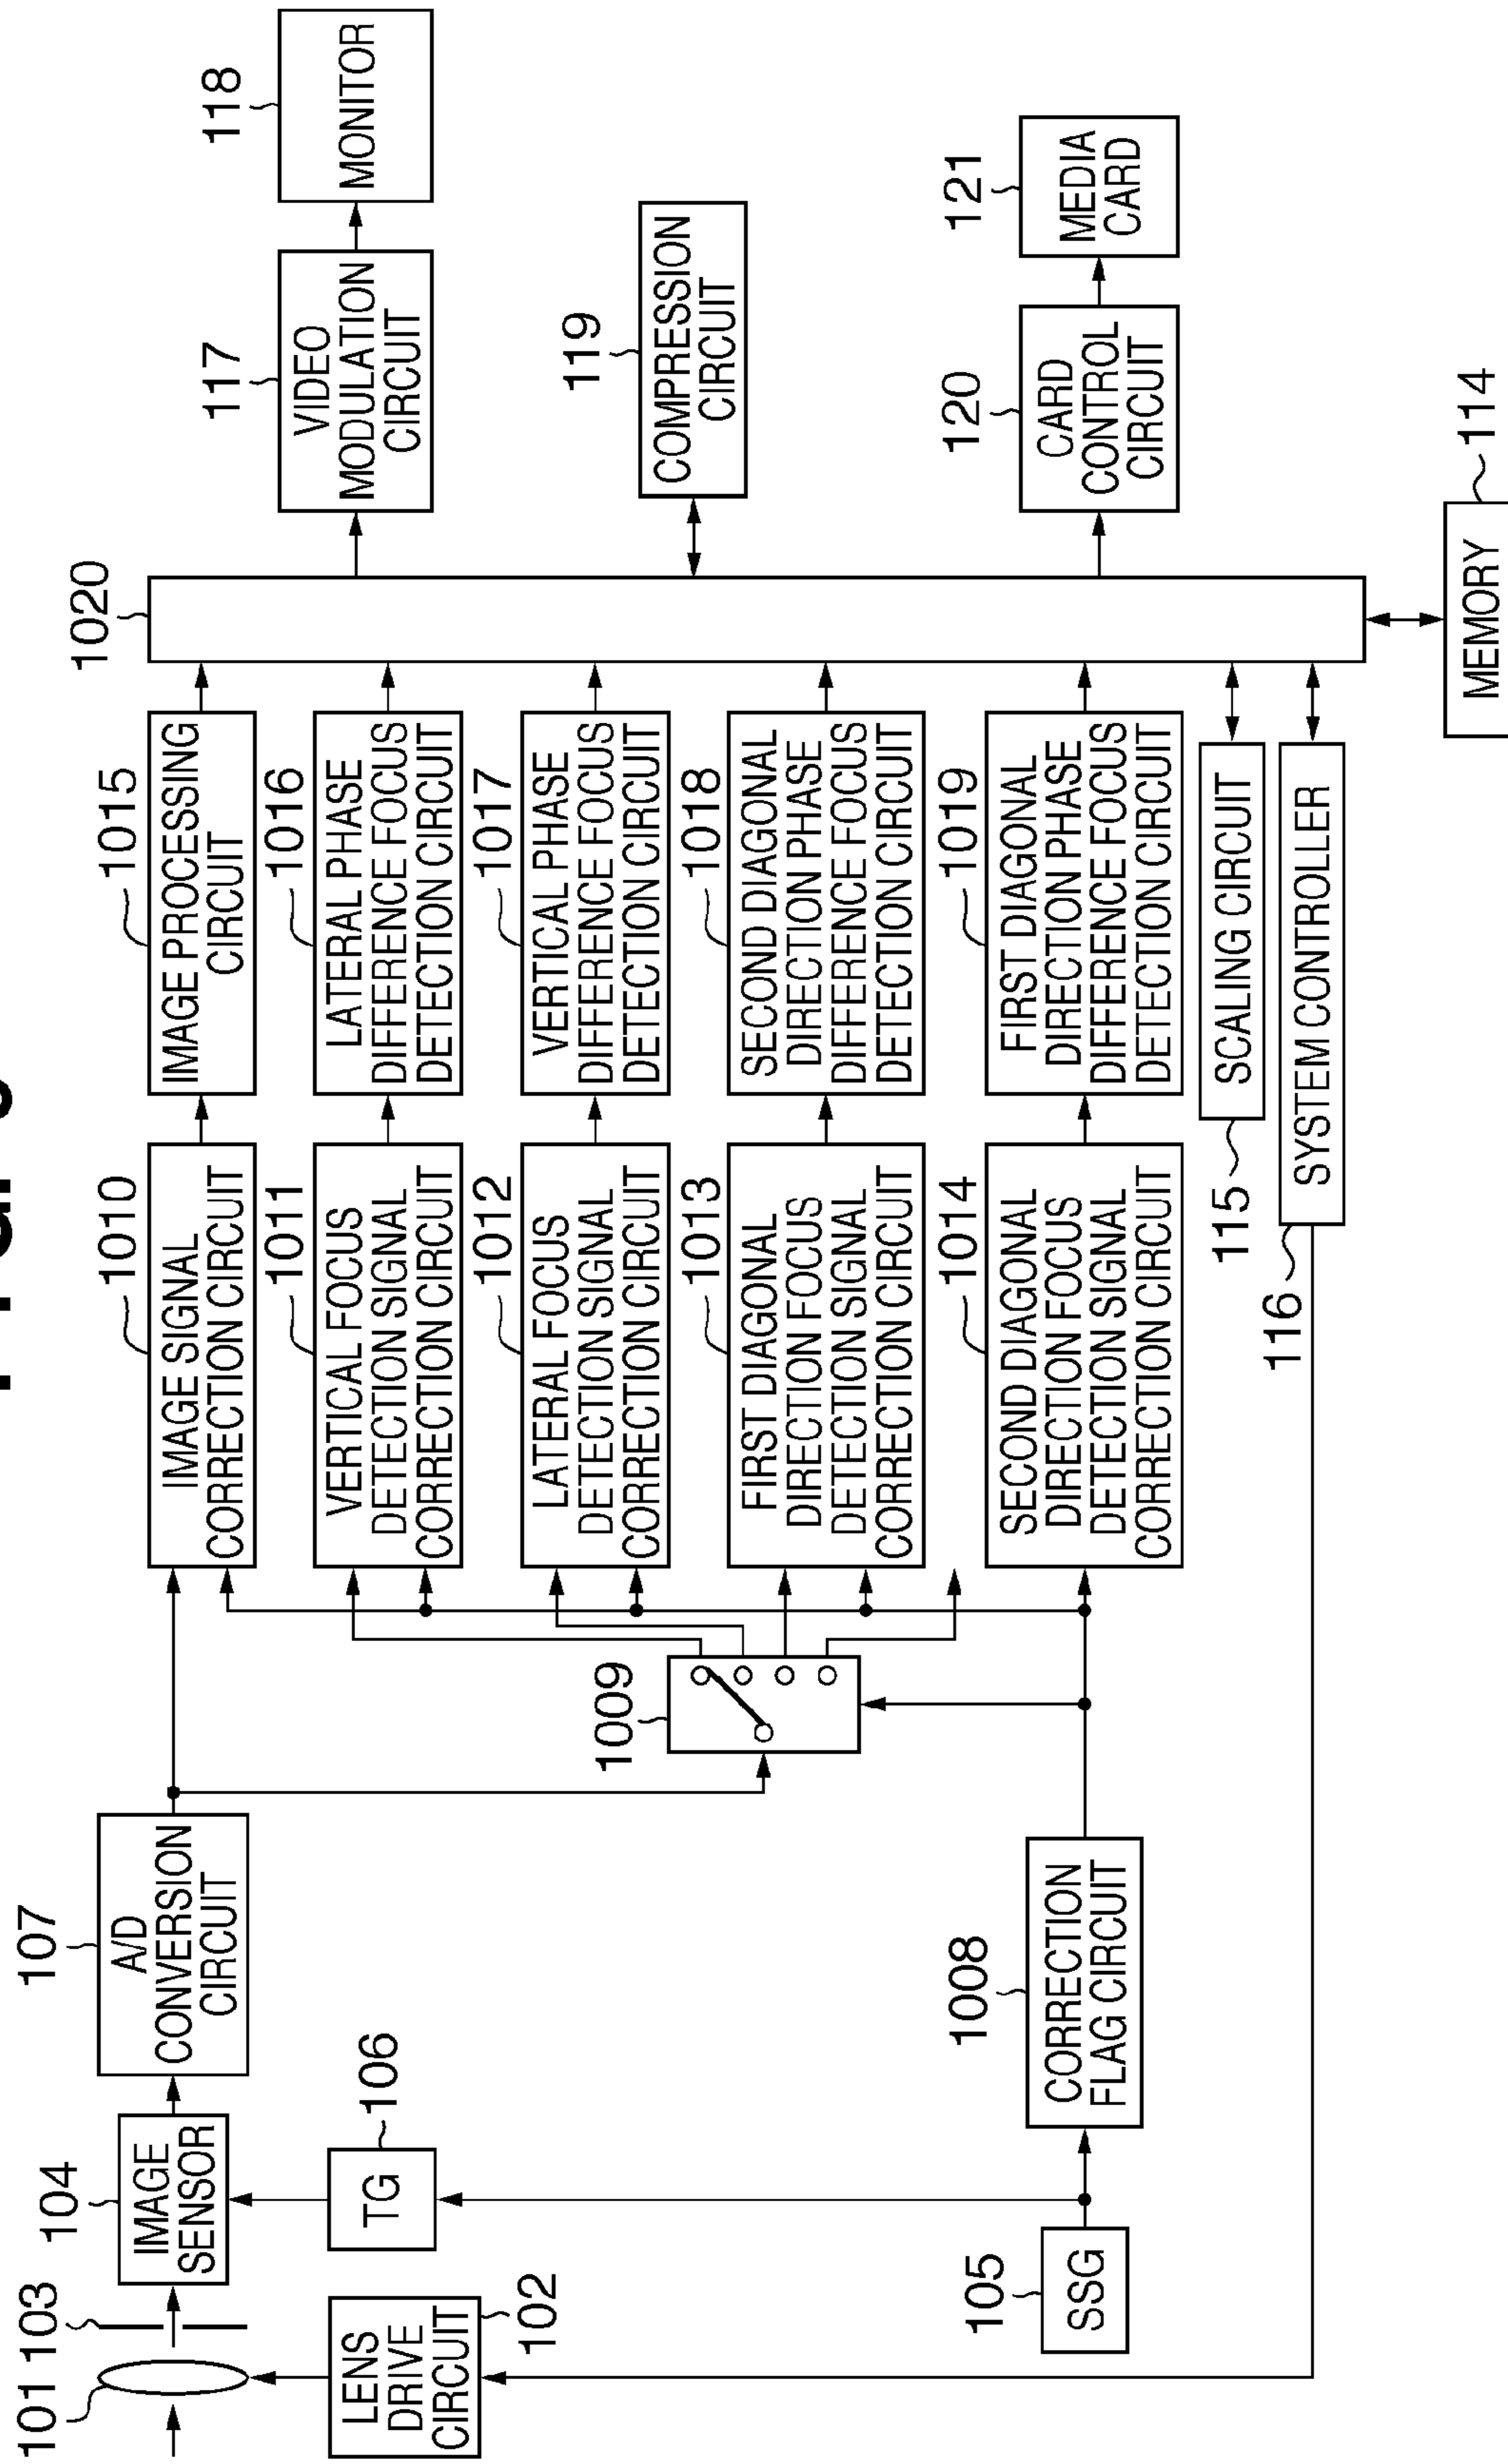 101
103
104
IMAGE
SENSOR
107
A/D
CONVERSION
CIRCUIT
LENS
DRIVE
CIRCUIT
102
TG
106
105
SSG
1008
CORRECTION
FLAG CIRCUIT
1009
1010
IMAGE SIGNAL
CORRECTION CIRCUIT
1011
VERTICAL FOCUS
DETECTION SIGNAL
CORRECTION CIRCUIT
1012
LATERAL FOCUS
DETECTION SIGNAL
CORRECTION CIRCUIT
1013
FIRST DIAGONAL
DIRECTION FOCUS
DETECTION SIGNAL
CORRECTION CIRCUIT
1014
SECOND DIAGONAL
DIRECTION FOCUS
DETECTION SIGNAL
CORRECTION CIRCUIT
1015
IMAGE PROCESSING
CIRCUIT
1016
LATERAL PHASE
DIFFERENCE FOCUS
DETECTION CIRCUIT
1017
VERTICAL PHASE
DIFFERENCE FOCUS
DETECTION CIRCUIT
1018
SECOND DIAGONAL
DIRECTION PHASE
DIFFERENCE FOCUS
DETECTION CIRCUIT
1019
FIRST DIAGONAL
DIRECTION PHASE
DIFFERENCE FOCUS
DETECTION CIRCUIT
115
SCALING CIRCUIT
116
SYSTEM CONTROLLER
1020
117
VIDEO
MODULATION
CIRCUIT
118
MONITOR
119
COMPRESSION
CIRCUIT
120
CARD
CONTROL
CIRCUIT
121
MEDIA
CARD
MEMORY
114